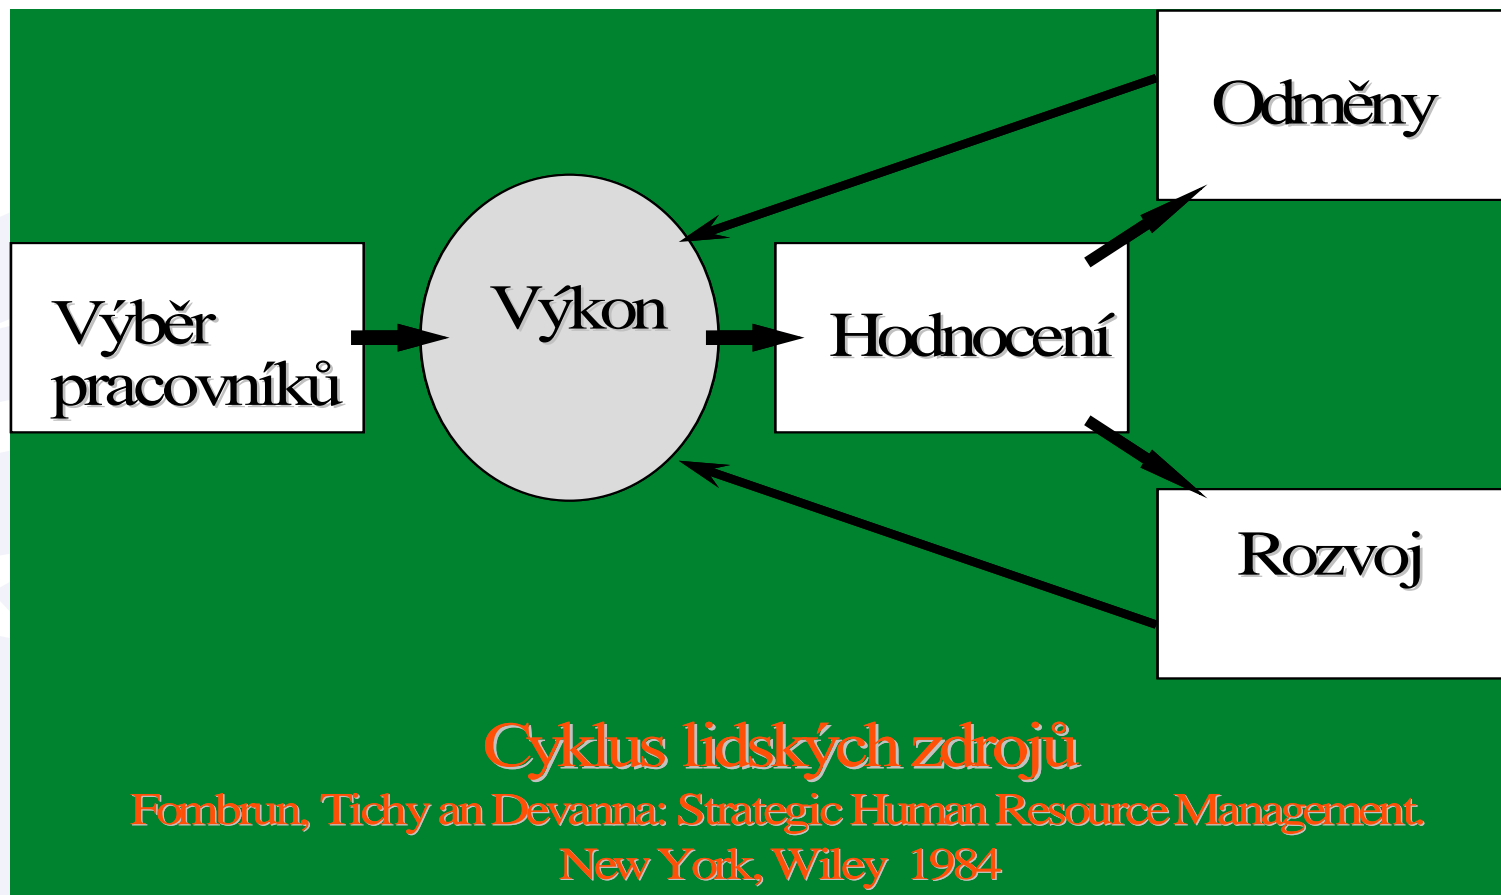 Odměny
Výběr
pracovníků
Výkon
Hodnocení
Rozvoj
Cyklus lidských zdrojů
Fombrun, Tichy an Devanna: Strategic Human Resource Management.
New York, Wiley 1984